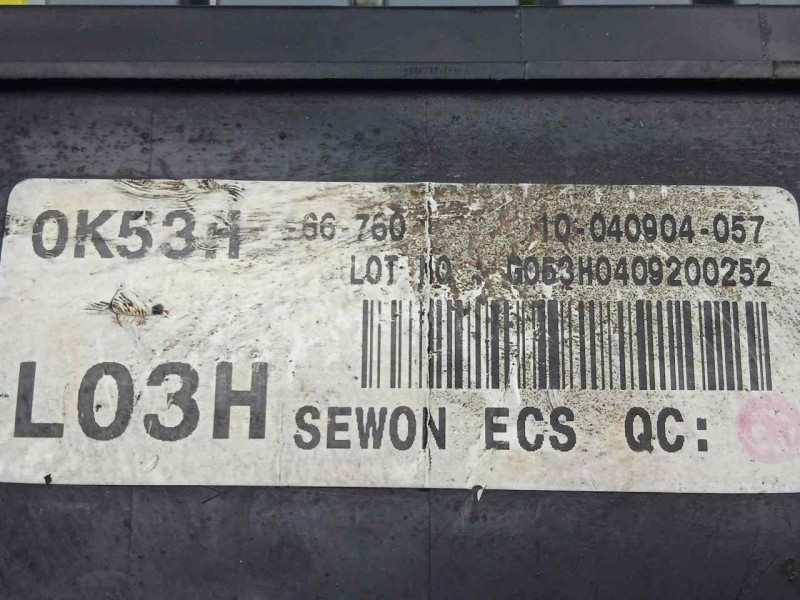 0K53H -66-760 10-040904-057
LOT NO : G053H0409200252
L03H SEWON ECS QC: